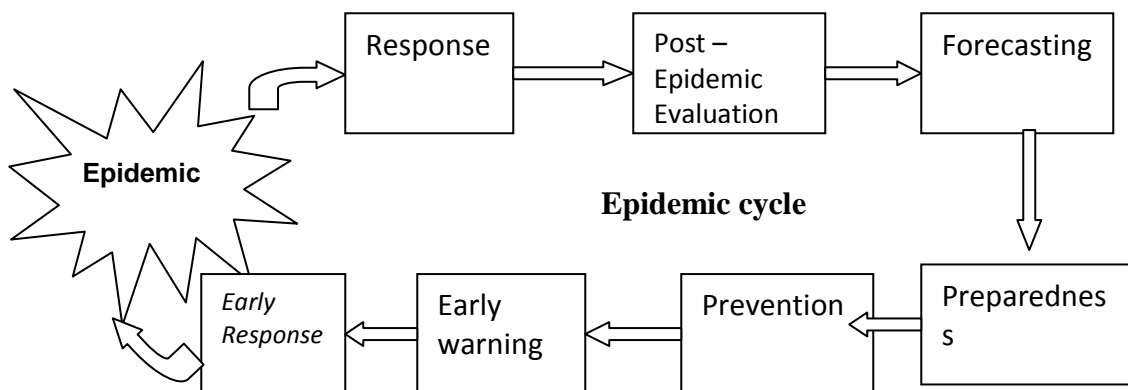 Response
Post –
Epidemic
Evaluation
Forecasting
Epidemic
Epidemic cycle
Early
Response
Early
warning
Prevention
Preparednes
s